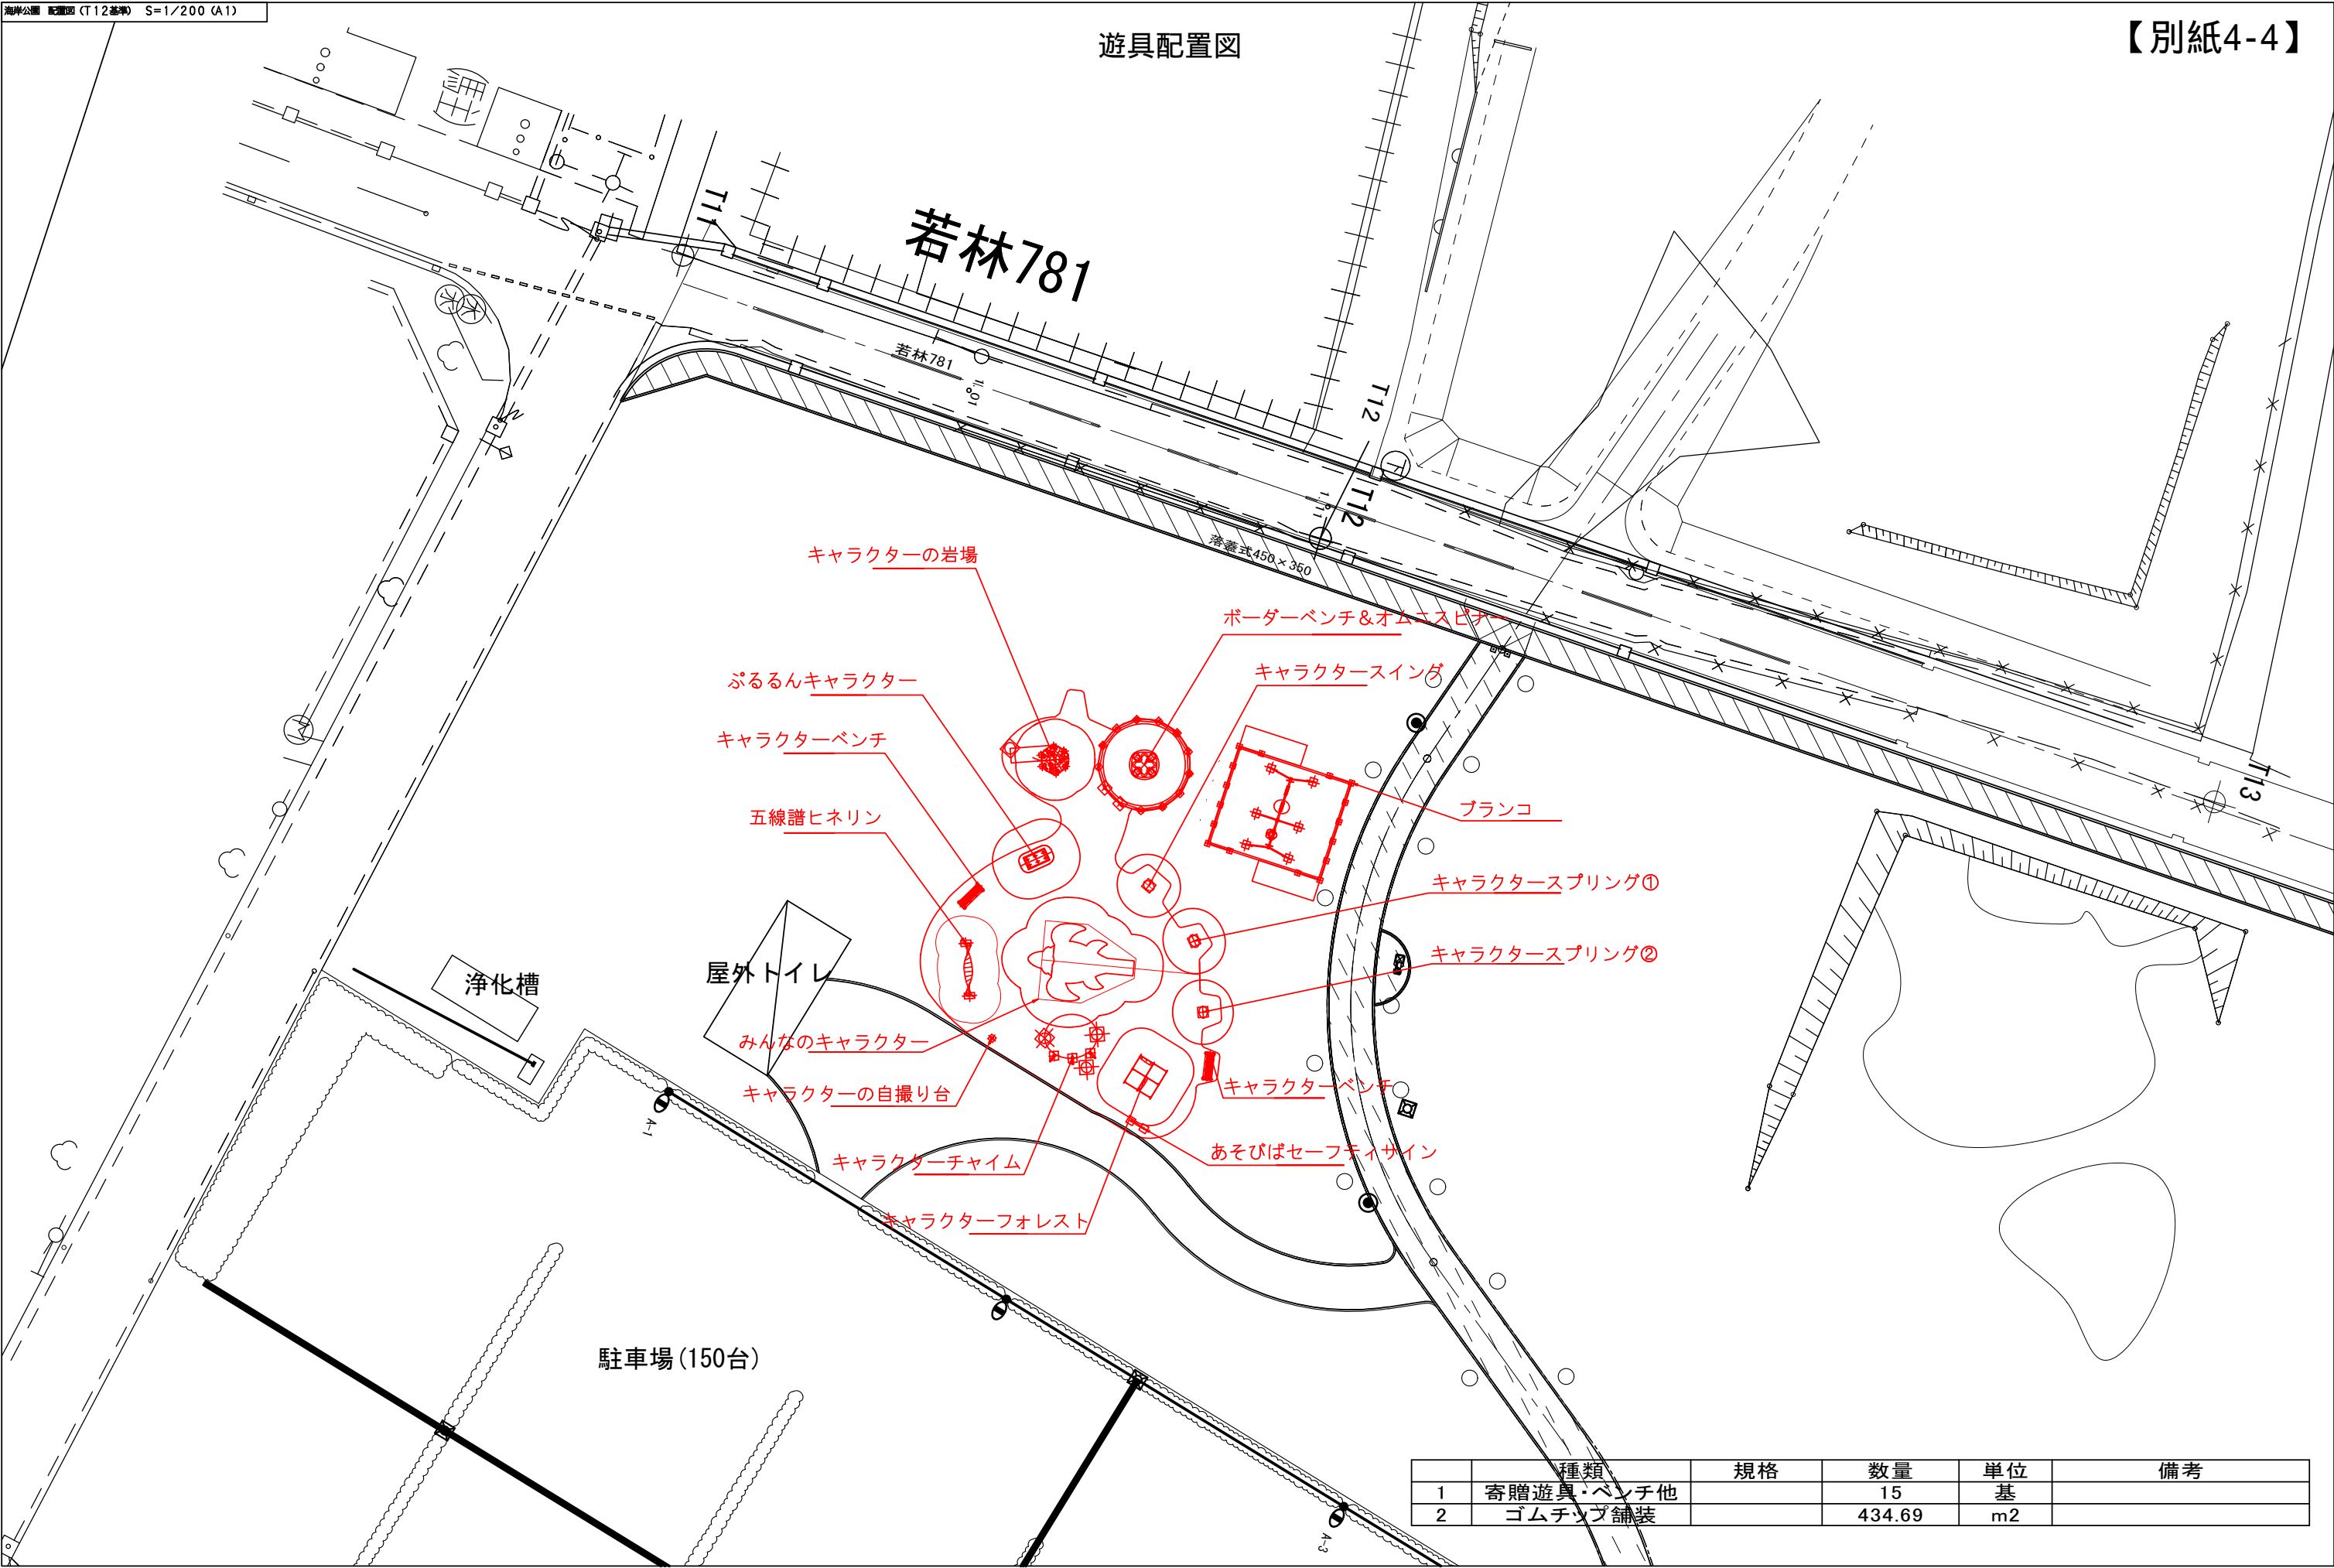 海岸公園 配置図(T12基準) S=1/200(A1)
遊具配置図
【別紙4-4】
T11
若林781
若林781
T12
T12
落蓋式450×350
T13
キャラクターの岩場
ボーダーベンチ&オムニスピナー
キャラクタースイング
ぷるるんキャラクター
キャラクターベンチ
五線譜ヒネリン
ブランコ
キャラクタースプリング①
キャラクタースプリング②
浄化槽
屋外トイレ
みんなのキャラクター
キャラクターの自撮り台
キャラクターベンチ
キャラクターチャイム
あそびばセーフティサイン
キャラクターフォレスト
A-1
駐車場(150台)
A-3
種類 規格 数量 単位 備考
1 寄贈遊具・ベンチ他 15 基
2 ゴムチップ舗装 434.69 m2